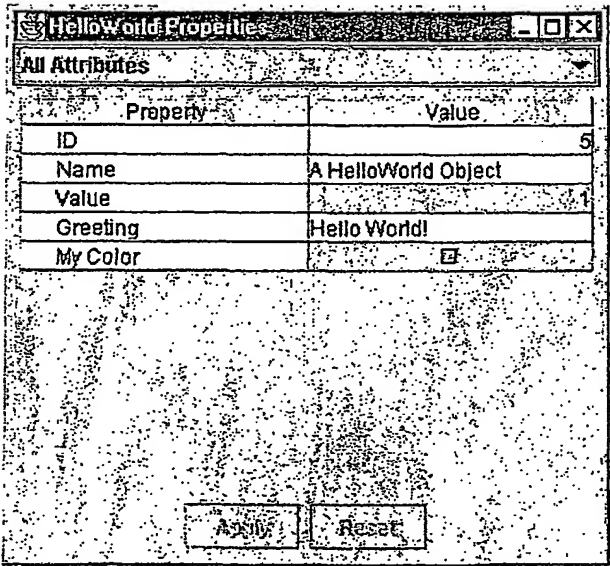 HelloWorld Properties
All Attributes
Property Value
ID 5
Name A HelloWorld Object
Value 1
Greeting Hello World!
My Color
Apply Reset